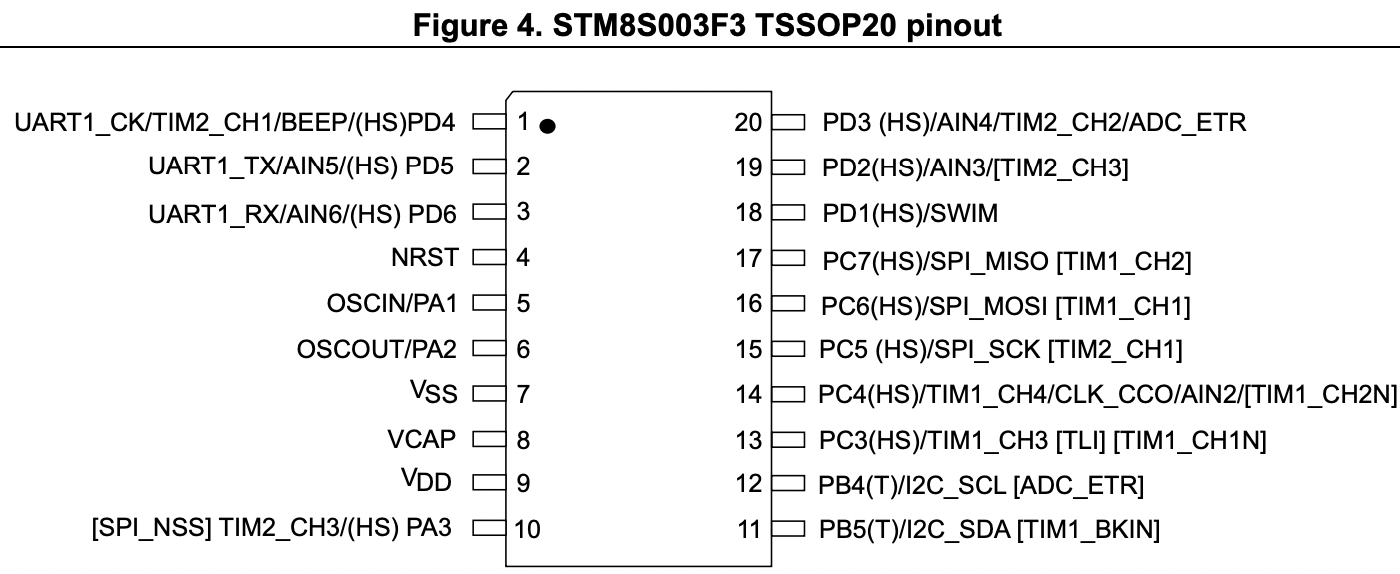 Figure 4. STM8S003F3 TSSOP20 pinout
UART1_CK/TIM2_CH1/BEEP/(HS)PD4 1 20 PD3 (HS)/AIN4/TIM2_CH2/ADC_ETR
UART1_TX/AIN5/(HS) PD5 2 19 PD2(HS)/AIN3/[TIM2_CH3]
UART1_RX/AIN6/(HS) PD6 3 18 PD1(HS)/SWIM
NRST 4 17 PC7(HS)/SPI_MISO [TIM1_CH2]
OSCIN/PA1 5 16 PC6(HS)/SPI_MOSI [TIM1_CH1]
OSCOUT/PA2 6 15 PC5 (HS)/SPI_SCK [TIM2_CH1]
VSS 7 14 PC4(HS)/TIM1_CH4/CLK_CCO/AIN2/[TIM1_CH2N]
VCAP 8 13 PC3(HS)/TIM1_CH3 [TLI] [TIM1_CH1N]
VDD 9 12 PB4(T)/I2C_SCL [ADC_ETR]
[SPI_NSS] TIM2_CH3/(HS) PA3 10 11 PB5(T)/I2C_SDA [TIM1_BKIN]